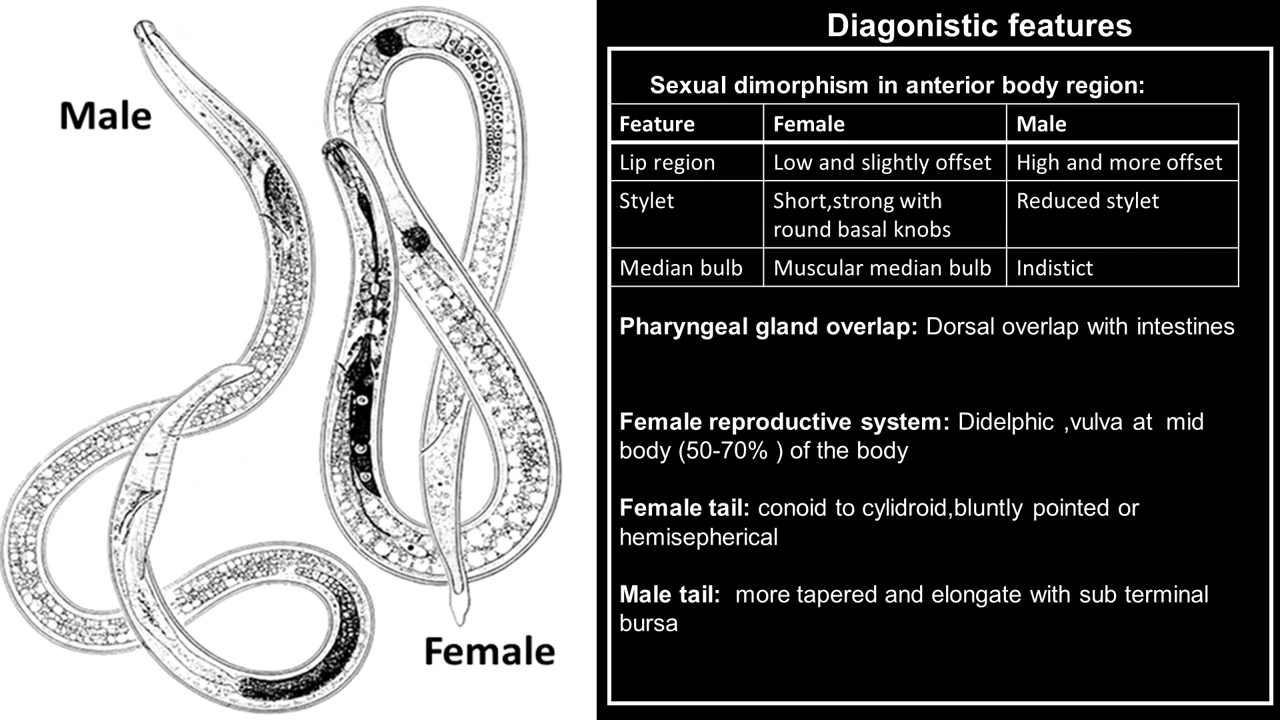 Male
Female
Diagonistic features
Sexual dimorphism in anterior body region:
Feature Female Male
Lip region Low and slightly offset High and more offset
Stylet Short,strong with Reduced stylet
round basal knobs
Median bulb Muscular median bulb Indistict
Pharyngeal gland overlap: Dorsal overlap with intestines
Female reproductive system: Didelphic ,vulva at mid
body (50-70% ) of the body
Female tail: conoid to cylidroid,bluntly pointed or
hemisepherical
Male tail: more tapered and elongate with sub terminal
bursa